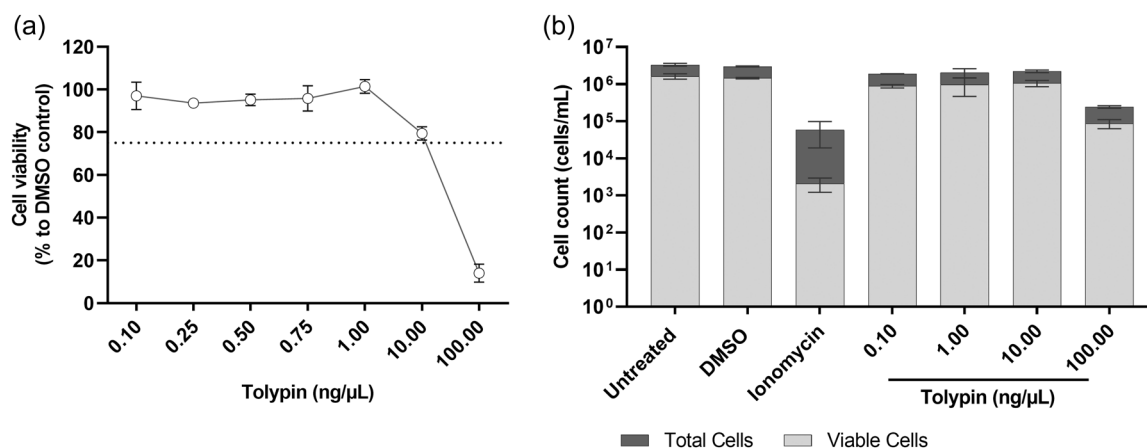 (a)
120
100
80
60
40
20
0
Cell viability
(% to DMSO control)
0.10
0.25
0.50
0.75
1.00
10.00
100.00
Tolypin (ng/µL)
(b)
10⁷
10⁶
10⁵
10⁴
10³
10²
10¹
10⁰
Cell count (cells/mL)
Untreated
DMSO
Ionomycin
0.10
1.00
10.00
100.00
Tolypin (ng/µL)
Total Cells
Viable Cells